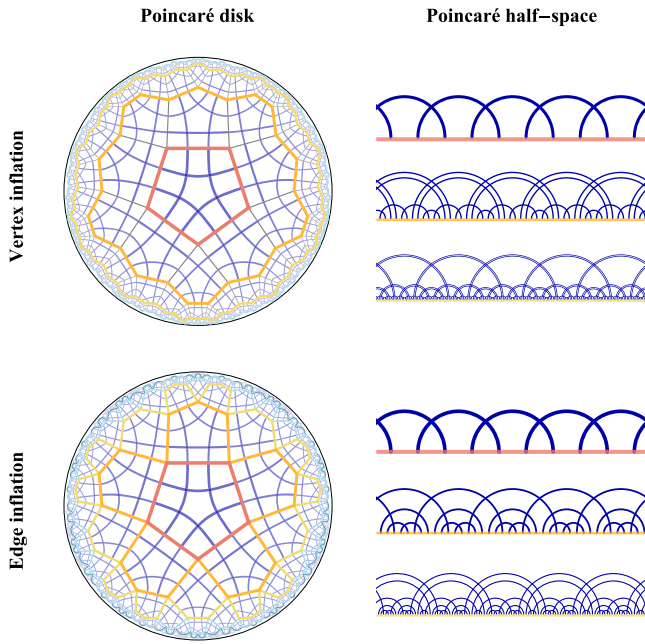 Poincaré disk
Poincaré half−space
Vertex inflation
Edge inflation